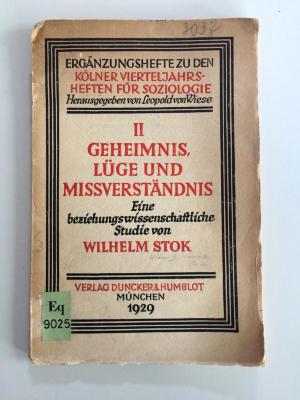 3037
ERGÄNZUNGSHEFTE ZU DEN
KÖLNER VIERTELJAHRS-
HEFTEN FÜR SOZIOLOGIE
Herausgegeben von Leopold von Wiese
II
GEHEIMNIS,
LÜGE UND
MISSVERSTÄNDNIS
Eine
beziehungswissenschaftliche
Studie von
WILHELM STOK
VERLAG DUNCKER & HUMBLOT
MÜNCHEN
1929
Eq
9025